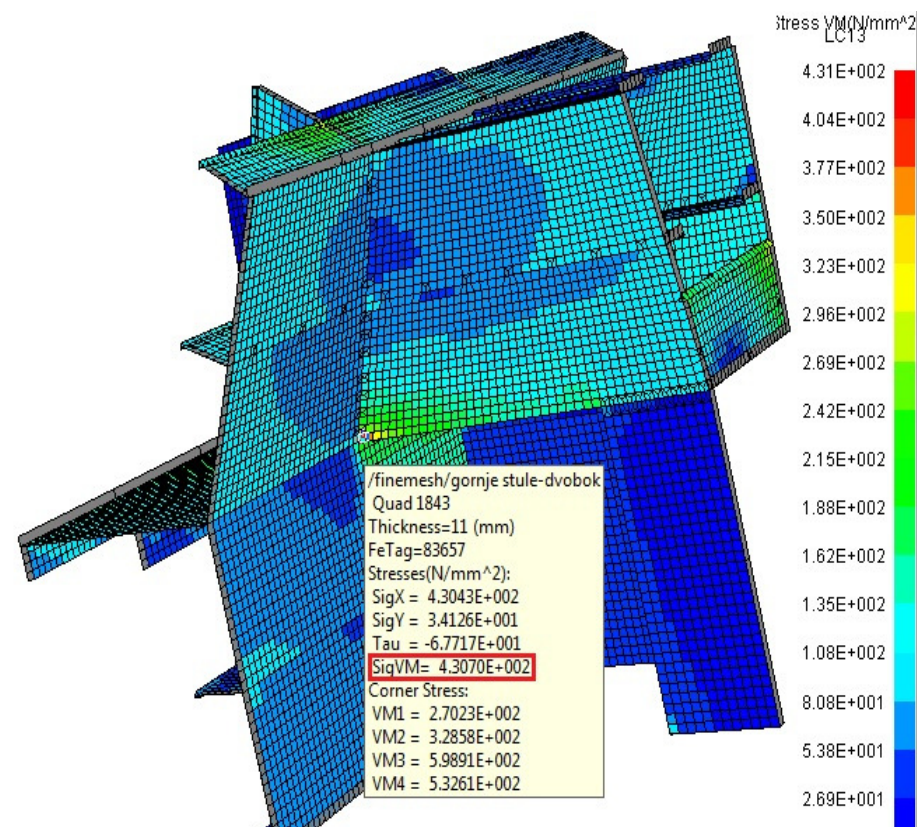 Stress VM(N/mm^2
LC13
4.31E+002
4.04E+002
3.77E+002
3.50E+002
3.23E+002
2.96E+002
2.69E+002
2.42E+002
2.15E+002
1.88E+002
1.62E+002
1.35E+002
1.08E+002
8.08E+001
5.38E+001
2.69E+001
/finemesh/gornje stule-dvobok
Quad 1843
Thickness=11 (mm)
FeTag=83657
Stresses(N/mm^2):
SigX = 4.3043E+002
SigY = 3.4126E+001
Tau = -6.7717E+001
SigVM= 4.3070E+002
Corner Stress:
VM1 = 2.7023E+002
VM2 = 3.2858E+002
VM3 = 5.9891E+002
VM4 = 5.3261E+002